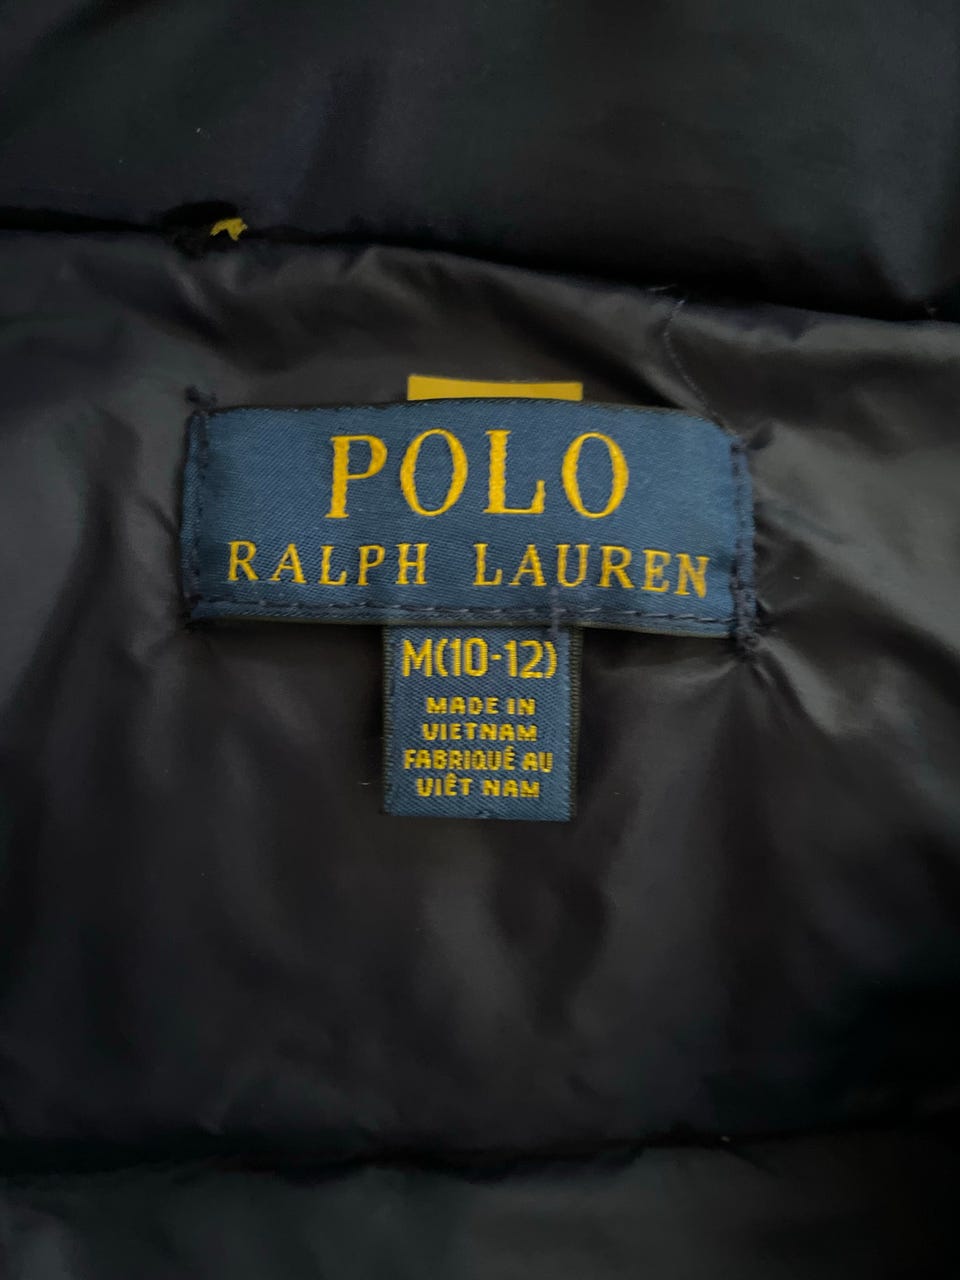 POLO
RALPH LAUREN
M(10-12)
MADE IN
VIETNAM
FABRIQUÉ AU
VIÊT NAM